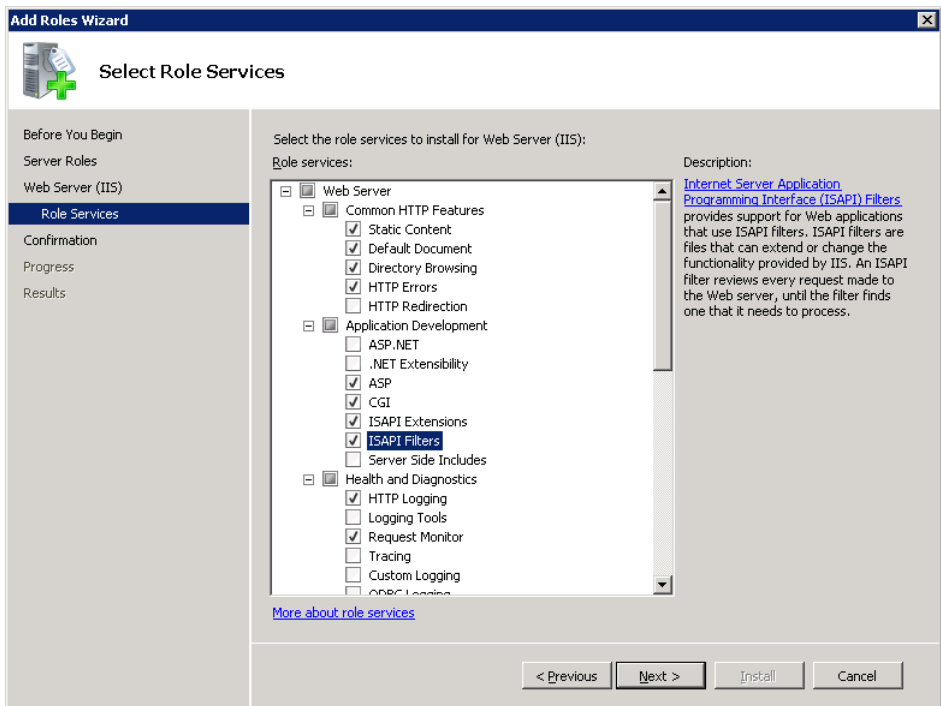 Add Roles Wizard
Select Role Services
Before You Begin
Server Roles
Web Server (IIS)
Role Services
Confirmation
Progress
Results
Select the role services to install for Web Server (IIS):
Role services:
Web Server
Common HTTP Features
Static Content
Default Document
Directory Browsing
HTTP Errors
HTTP Redirection
Application Development
ASP.NET
.NET Extensibility
ASP
CGI
ISAPI Extensions
ISAPI Filters
Server Side Includes
Health and Diagnostics
HTTP Logging
Logging Tools
Request Monitor
Tracing
Custom Logging
ODBC Logging
More about role services
Description:
Internet Server Application
Programming Interface (ISAPI) Filters
provides support for Web applications
that use ISAPI filters. ISAPI filters are
files that can extend or change the
functionality provided by IIS. An ISAPI
filter reviews every request made to
the Web server, until the filter finds
one that it needs to process.
< Previous
Next >
Install
Cancel